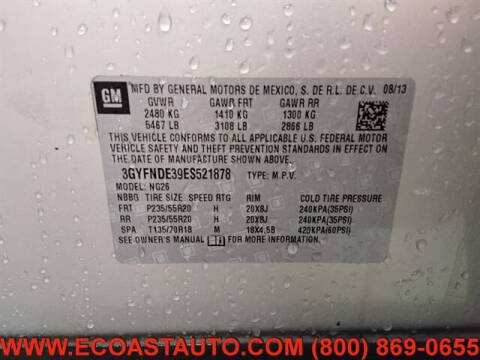 GM
MFD BY GENERAL MOTORS DE MEXICO, S. DE R.L. DE C.V. 08/13
GVWR GAWR FRT GAWR RR
2480 KG 1410 KG 1300 KG
5467 LB 3108 LB 2866 LB
THIS VEHICLE CONFORMS TO ALL APPLICABLE U.S. FEDERAL MOTOR
VEHICLE SAFETY AND THEFT PREVENTION STANDARDS IN EFFECT ON
THE DATE OF MANUFACTURE SHOWN ABOVE.
3GYFNDE39ES521878 TYPE: M.P.V.
MODEL: NG26
NBBG TIRE SIZE SPEED RTG RIM COLD TIRE PRESSURE
FRT P235/55R20 H 20X8J 240KPA(35PSI)
RR P235/55R20 H 20X8J 240KPA(35PSI)
SPA T135/70R18 M 18X4.5B 420KPA(60PSI)
SEE OWNER'S MANUAL FOR MORE INFORMATION.
WWW.ECOASTAUTO.COM (800) 869-0655